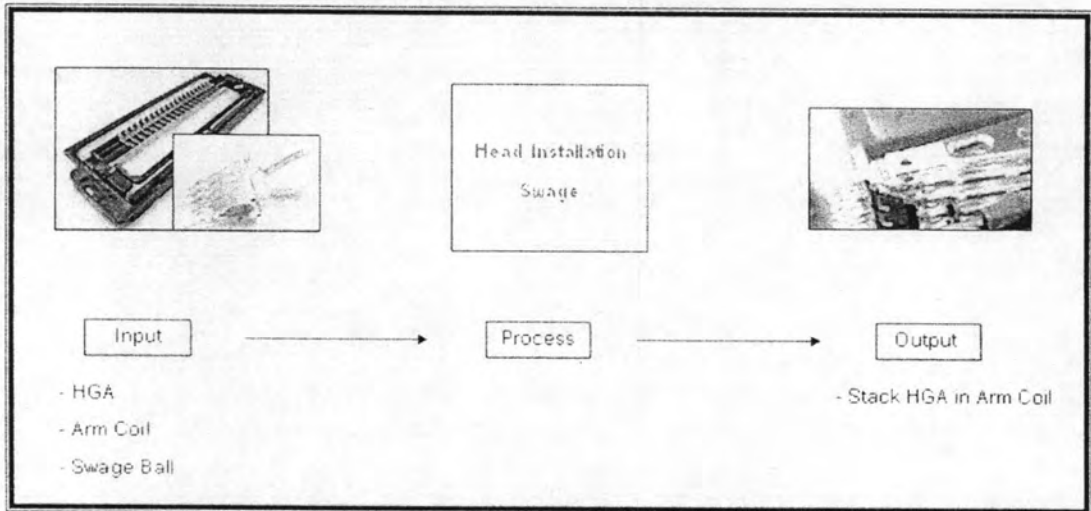 Head Installation
Swage
Input
Process
Output
- HGA
- Arm Coil
- Swage Ball
- Stack HGA in Arm Coil